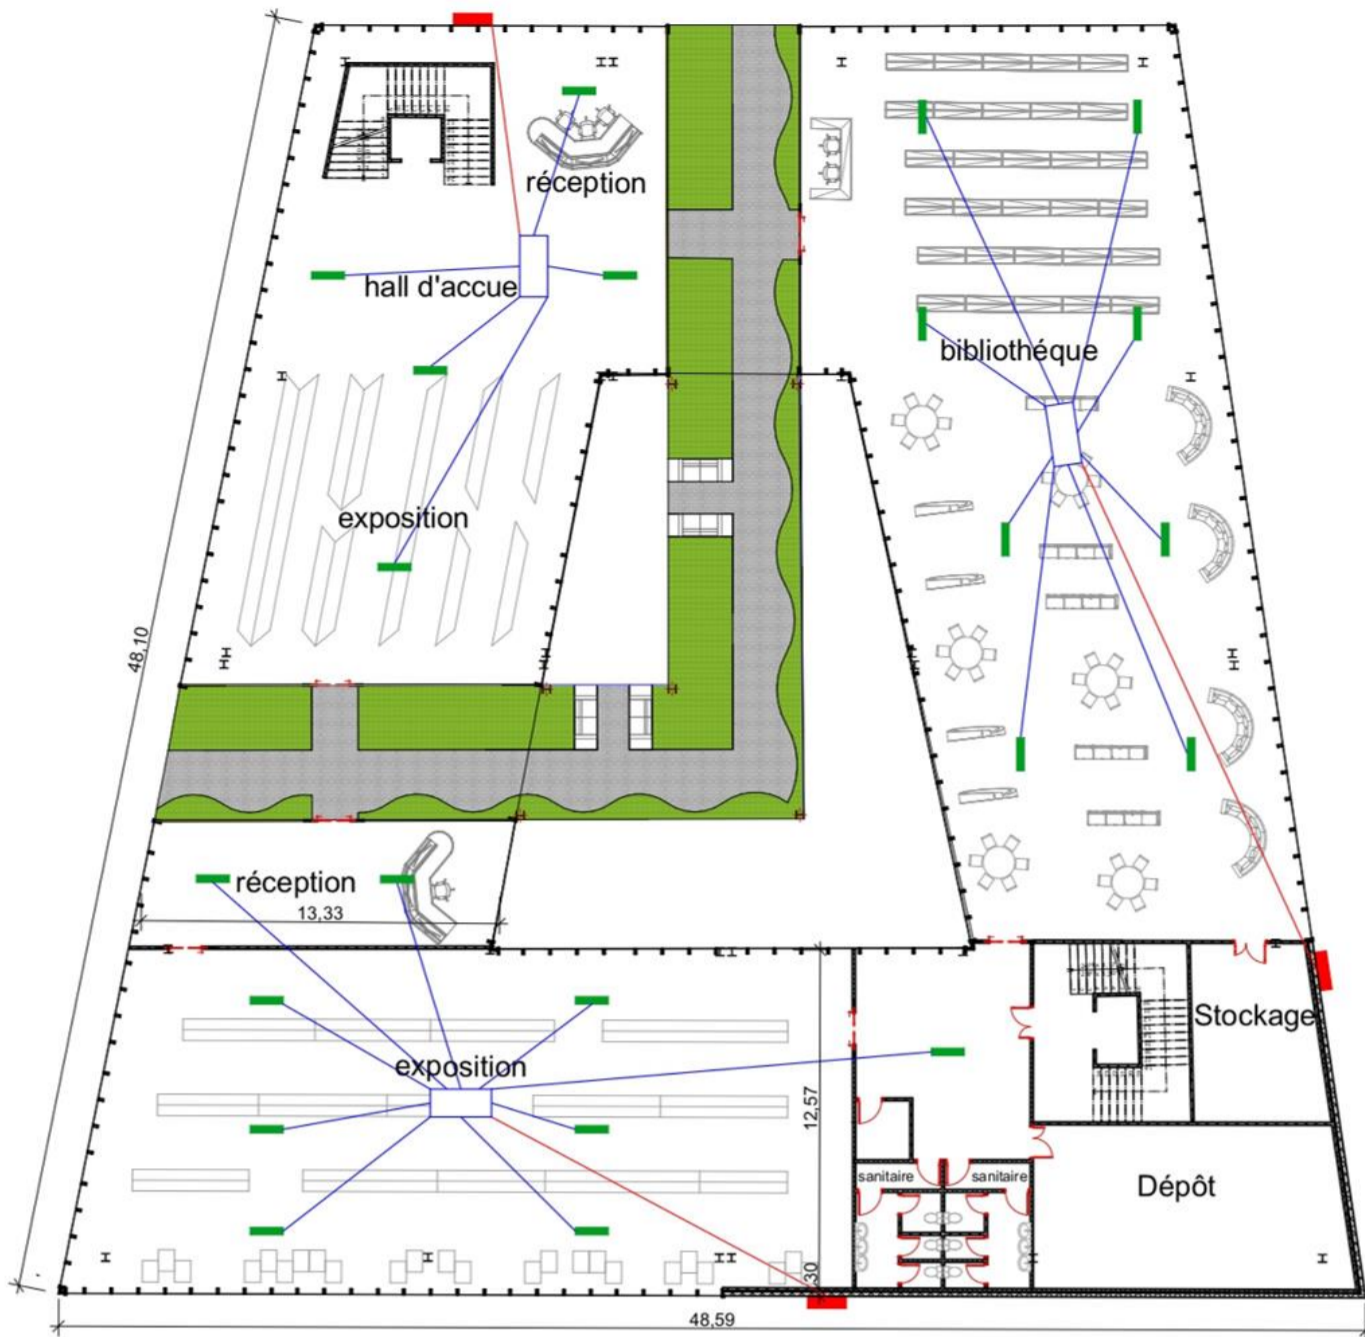 réception
hall d'accue
bibliothéque
exposition
48,10
réception
13,33
exposition
Stockage
12,57
sanitaire
sanitaire
Dépôt
,30
48,59